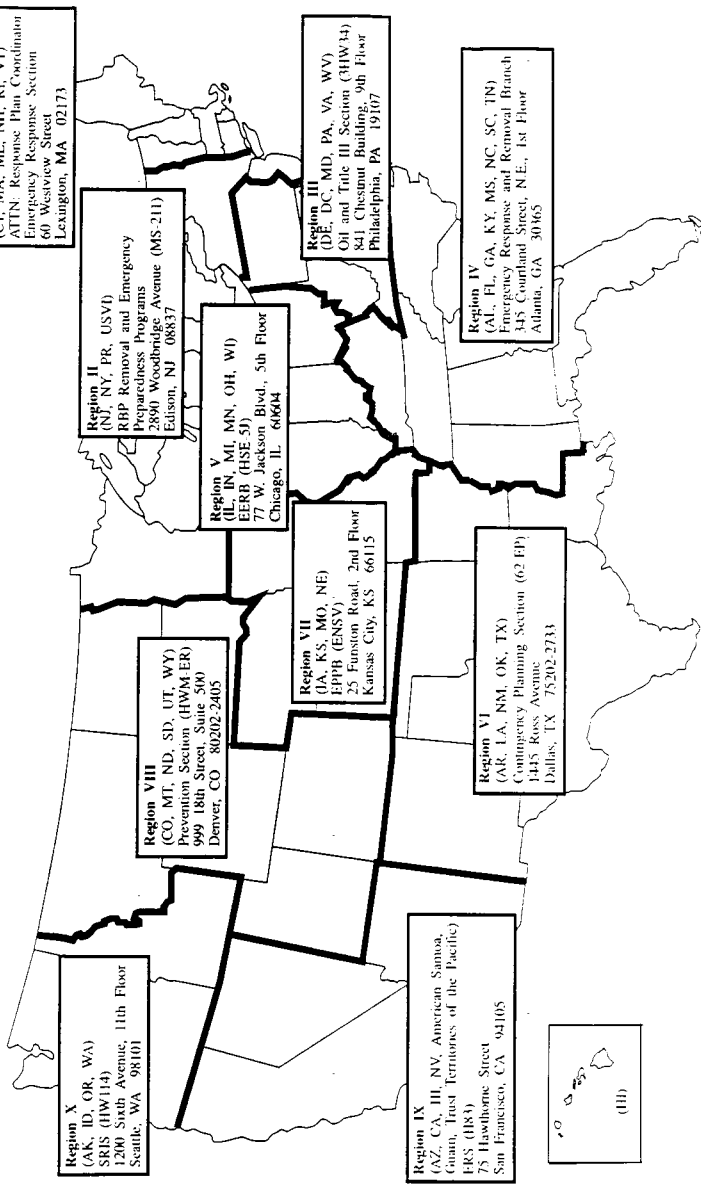 (CT, MA, ME, NH, RI, VT)
ATTN: Response Plan Coordinator
Emergency Response Section
60 Westview Street
Lexington, MA 02173
Region II
(NJ, NY, PR, USVI)
RBP Removal and Emergency
Preparedness Programs
2890 Woodbridge Avenue (MS-211)
Edison, NJ 08837
Region III
(DE, DC, MD, PA, VA, WV)
Oil and Title III Section (3HW34)
841 Chestnut Building, 9th Floor
Philadelphia, PA 19107
Region IV
(AL, FL, GA, KY, MS, NC, SC, TN)
Emergency Response and Removal Branch
345 Courtland Street, N.E., 1st Floor
Atlanta, GA 30365
Region V
(IL, IN, MI, MN, OH, WI)
EERB (HSE-5J)
77 W. Jackson Blvd., 5th Floor
Chicago, IL 60604
Region VI
(AR, LA, NM, OK, TX)
Contingency Planning Section (62 EP)
1445 Ross Avenue
Dallas, TX 75202-2733
Region VII
(IA, KS, MO, NE)
EPPB (ENSV)
25 Funston Road, 2nd Floor
Kansas City, KS 66115
Region VIII
(CO, MT, ND, SD, UT, WY)
Prevention Section (HWM-ER)
999 18th Street, Suite 500
Denver, CO 80202-2405
Region IX
(AZ, CA, HI, NV, American Samoa,
Guam, Trust Territories of the Pacific)
ERS (H83)
75 Hawthorne Street
San Francisco, CA 94105
Region X
(AK, ID, OR, WA)
SRIS (HW114)
1200 Sixth Avenue, 11th Floor
Seattle, WA 98101
(HI)